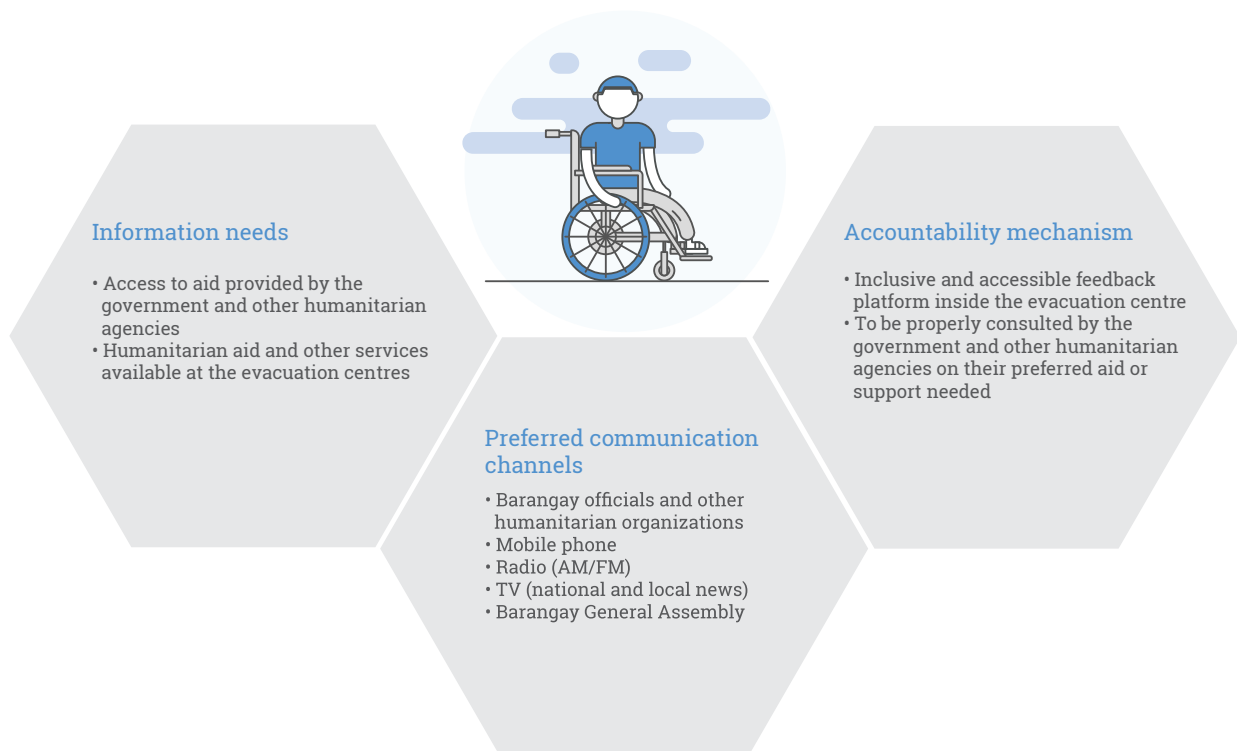 Information needs
• Access to aid provided by the
government and other humanitarian
agencies
• Humanitarian aid and other services
available at the evacuation centres
Preferred communication
channels
• Barangay officials and other
humanitarian organizations
• Mobile phone
• Radio (AM/FM)
• TV (national and local news)
• Barangay General Assembly
Accountability mechanism
• Inclusive and accessible feedback
platform inside the evacuation centre
• To be properly consulted by the
government and other humanitarian
agencies on their preferred aid or
support needed